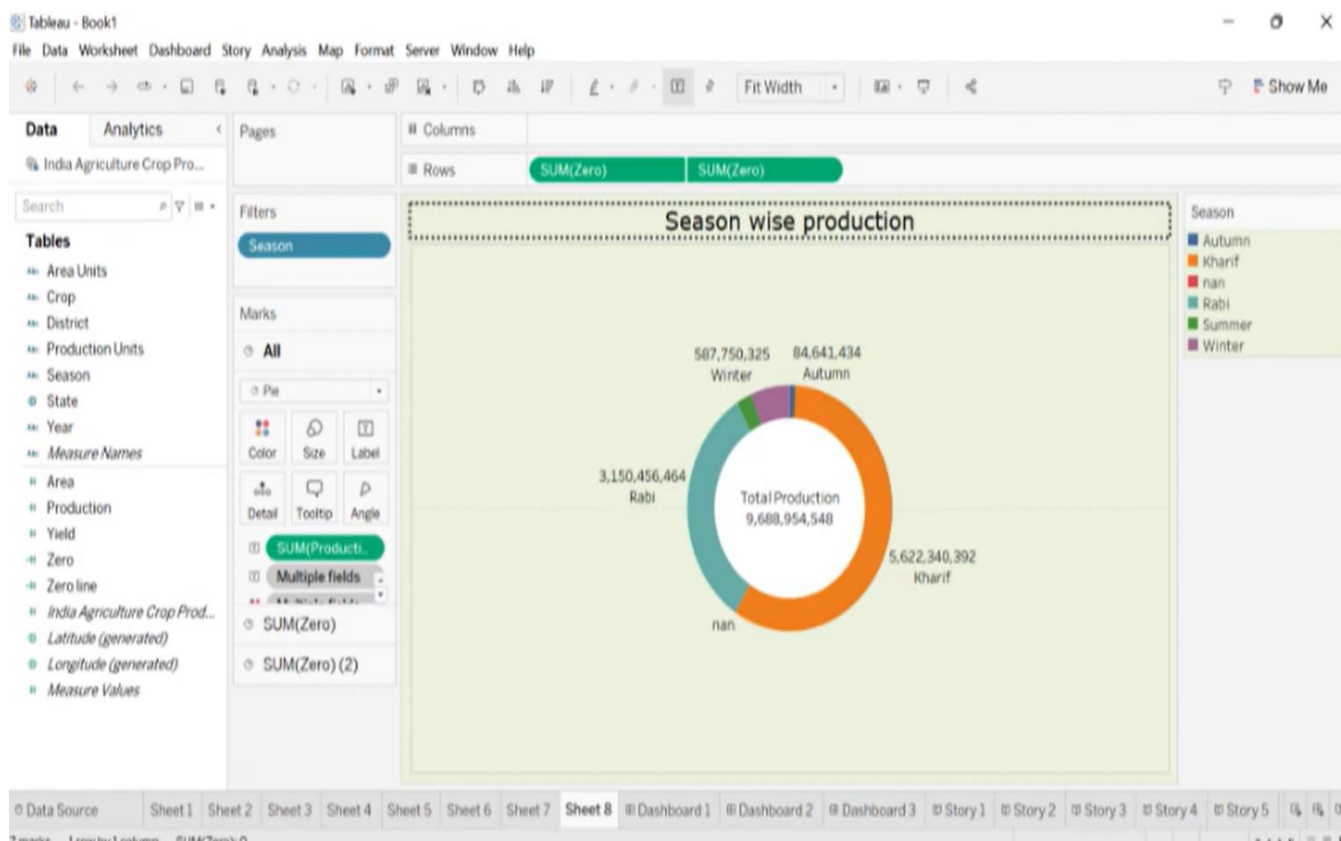 Tableau - Book1
File Data Worksheet Dashboard Story Analysis Map Format Server Window Help
Fit Width
Show Me
Data Analytics
India Agriculture Crop Pro...
Search
Tables
Abc Area Units
Abc Crop
Abc District
Abc Production Units
Abc Season
State
Abc Year
Abc Measure Names
# Area
# Production
# Yield
=# Zero
=# Zero line
# India Agriculture Crop Prod...
Latitude (generated)
Longitude (generated)
# Measure Values
Pages
Filters
Season
Marks
All
Pie
Color Size Label
Detail Tooltip Angle
SUM(Producti..
Multiple fields
SUM(Zero)
SUM(Zero) (2)
Columns
Rows SUM(Zero) SUM(Zero)
Season wise production
587,750,325 84,641,434
Winter Autumn
3,150,456,464
Rabi
Total Production
9,688,954,548
5,622,340,392
Kharif
nan
Season
Autumn
Kharif
nan
Rabi
Summer
Winter
Data Source Sheet 1 Sheet 2 Sheet 3 Sheet 4 Sheet 5 Sheet 6 Sheet 7 Sheet 8 Dashboard 1 Dashboard 2 Dashboard 3 Story 1 Story 2 Story 3 Story 4 Story 5